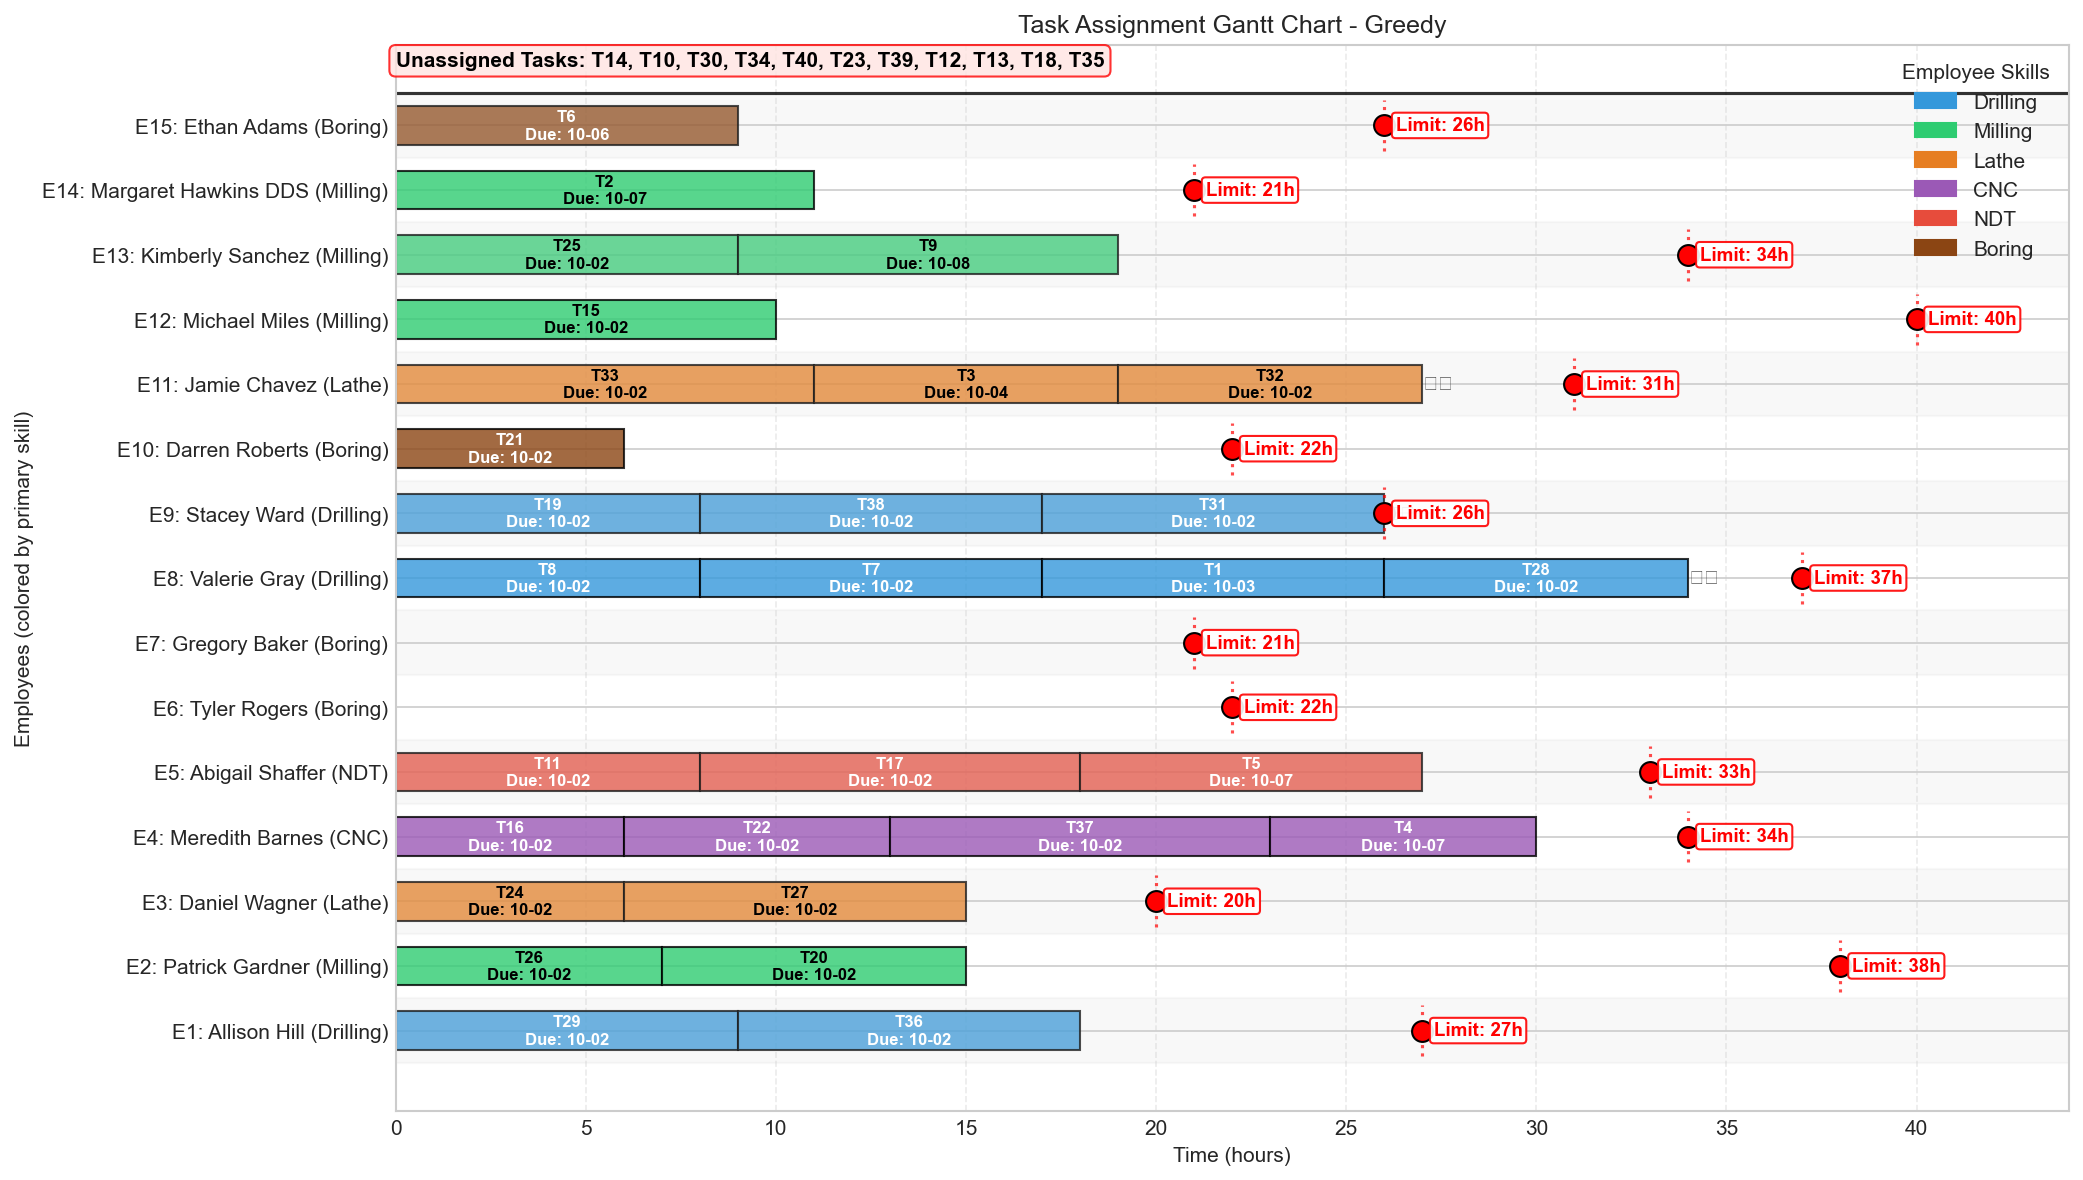 Task Assignment Gantt Chart - Greedy
Unassigned Tasks: T14, T10, T30, T34, T40, T23, T39, T12, T13, T18, T35
Employee Skills
Drilling
Milling
Lathe
CNC
NDT
Boring
Employees (colored by primary skill)
E15: Ethan Adams (Boring)
T6
Due: 10-06
Limit: 26h
E14: Margaret Hawkins DDS (Milling)
T2
Due: 10-07
Limit: 21h
E13: Kimberly Sanchez (Milling)
T25
Due: 10-02
T9
Due: 10-08
Limit: 34h
E12: Michael Miles (Milling)
T15
Due: 10-02
Limit: 40h
E11: Jamie Chavez (Lathe)
T33
Due: 10-02
T3
Due: 10-04
T32
Due: 10-02
Limit: 31h
E10: Darren Roberts (Boring)
T21
Due: 10-02
Limit: 22h
E9: Stacey Ward (Drilling)
T19
Due: 10-02
T38
Due: 10-02
T31
Due: 10-02
Limit: 26h
E8: Valerie Gray (Drilling)
T8
Due: 10-02
T7
Due: 10-02
T1
Due: 10-03
T28
Due: 10-02
Limit: 37h
E7: Gregory Baker (Boring)
Limit: 21h
E6: Tyler Rogers (Boring)
Limit: 22h
E5: Abigail Shaffer (NDT)
T11
Due: 10-02
T17
Due: 10-02
T5
Due: 10-07
Limit: 33h
E4: Meredith Barnes (CNC)
T16
Due: 10-02
T22
Due: 10-02
T37
Due: 10-02
T4
Due: 10-07
Limit: 34h
E3: Daniel Wagner (Lathe)
T24
Due: 10-02
T27
Due: 10-02
Limit: 20h
E2: Patrick Gardner (Milling)
T26
Due: 10-02
T20
Due: 10-02
Limit: 38h
E1: Allison Hill (Drilling)
T29
Due: 10-02
T36
Due: 10-02
Limit: 27h
0 5 10 15 20 25 30 35 40
Time (hours)